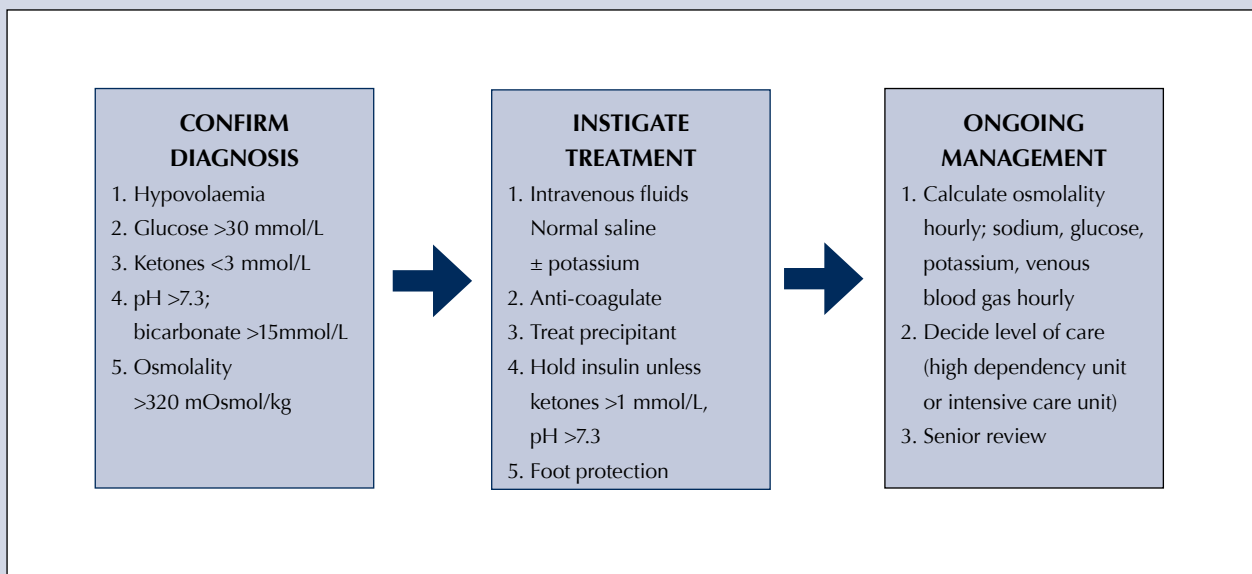 CONFIRM
DIAGNOSIS
1. Hypovolaemia
2. Glucose >30 mmol/L
3. Ketones <3 mmol/L
4. pH >7.3;
bicarbonate >15mmol/L
5. Osmolality
>320 mOsmol/kg
INSTIGATE
TREATMENT
1. Intravenous fluids
Normal saline
± potassium
2. Anti-coagulate
3. Treat precipitant
4. Hold insulin unless
ketones >1 mmol/L,
pH >7.3
5. Foot protection
ONGOING
MANAGEMENT
1. Calculate osmolality
hourly; sodium, glucose,
potassium, venous
blood gas hourly
2. Decide level of care
(high dependency unit
or intensive care unit)
3. Senior review